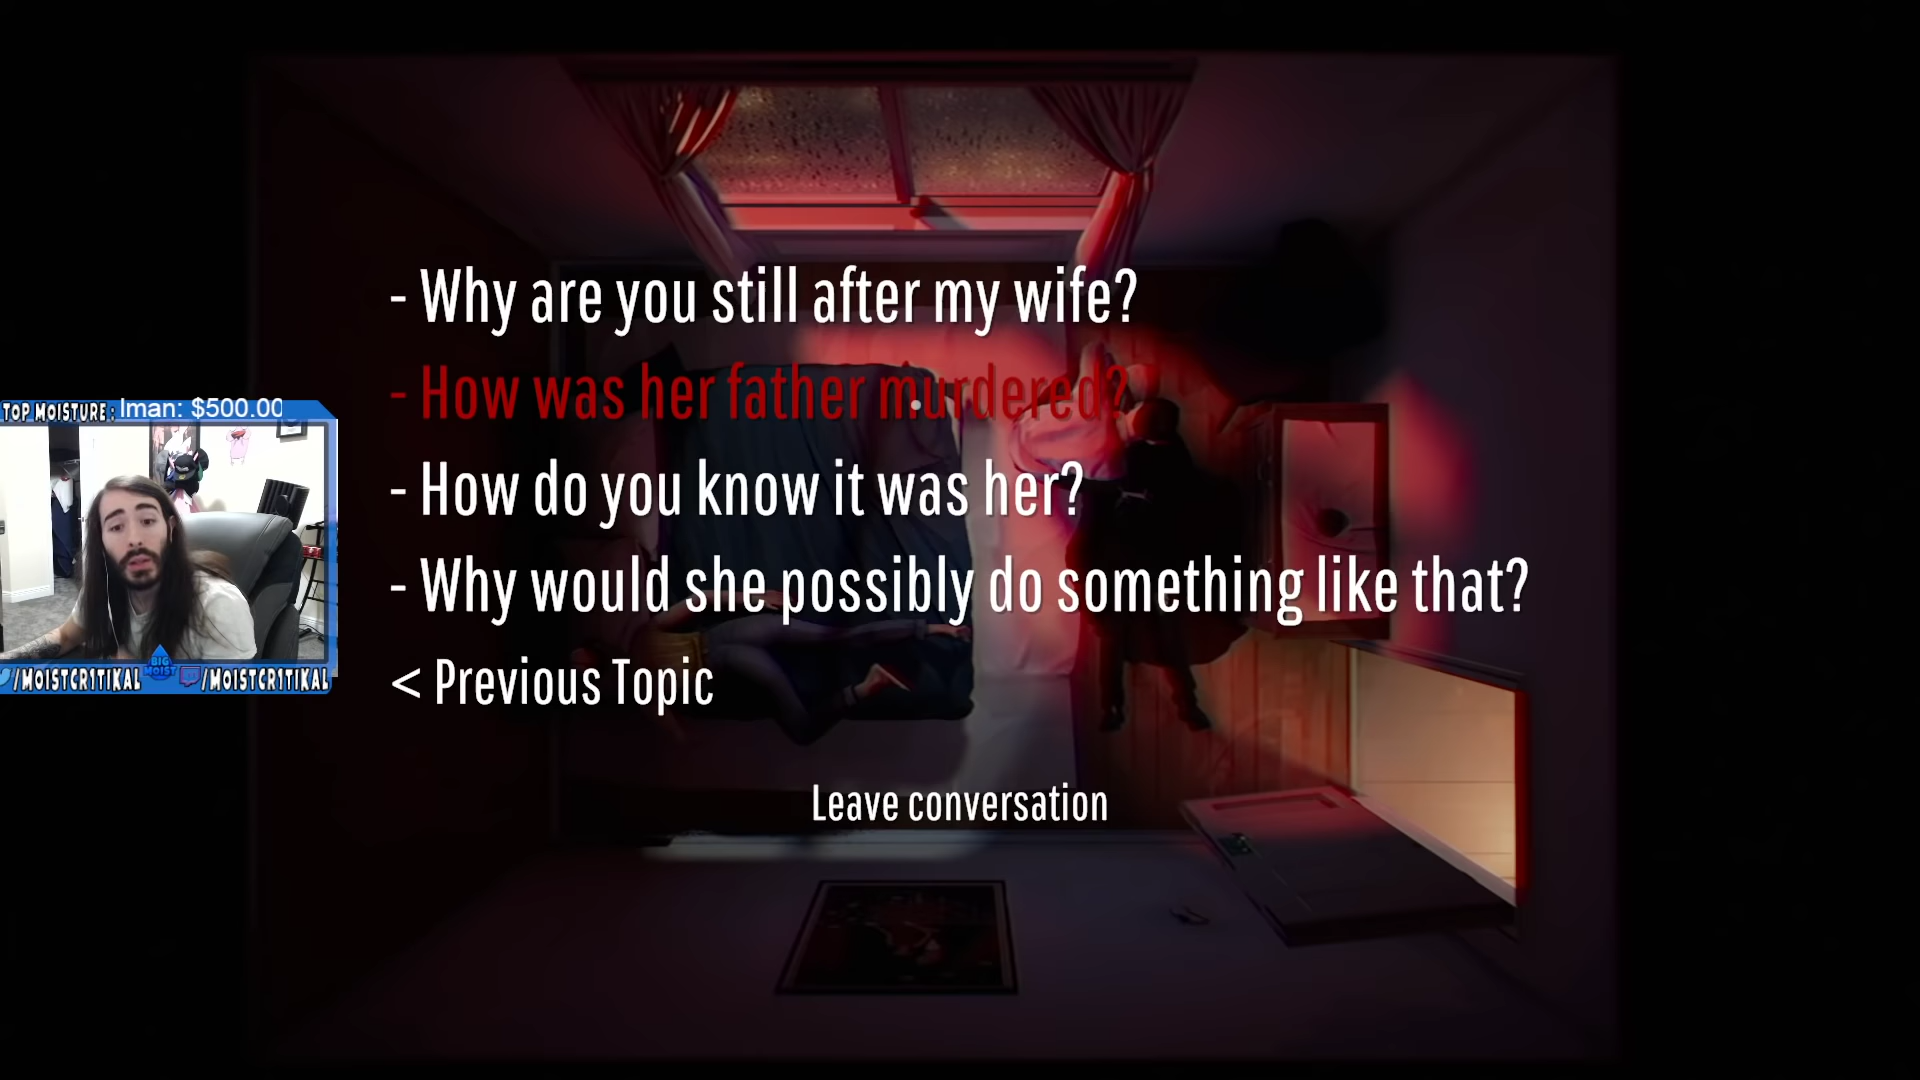 - Why are you still after my wife?
- How was her father murdered?
- How do you know it was her?
- Why would she possibly do something like that?
< Previous Topic
Leave conversation
TOP MOISTURE: Iman: $500.00
BIG MOIST
/MOISTCR1TIKAL
/MOISTCR1TIKAL